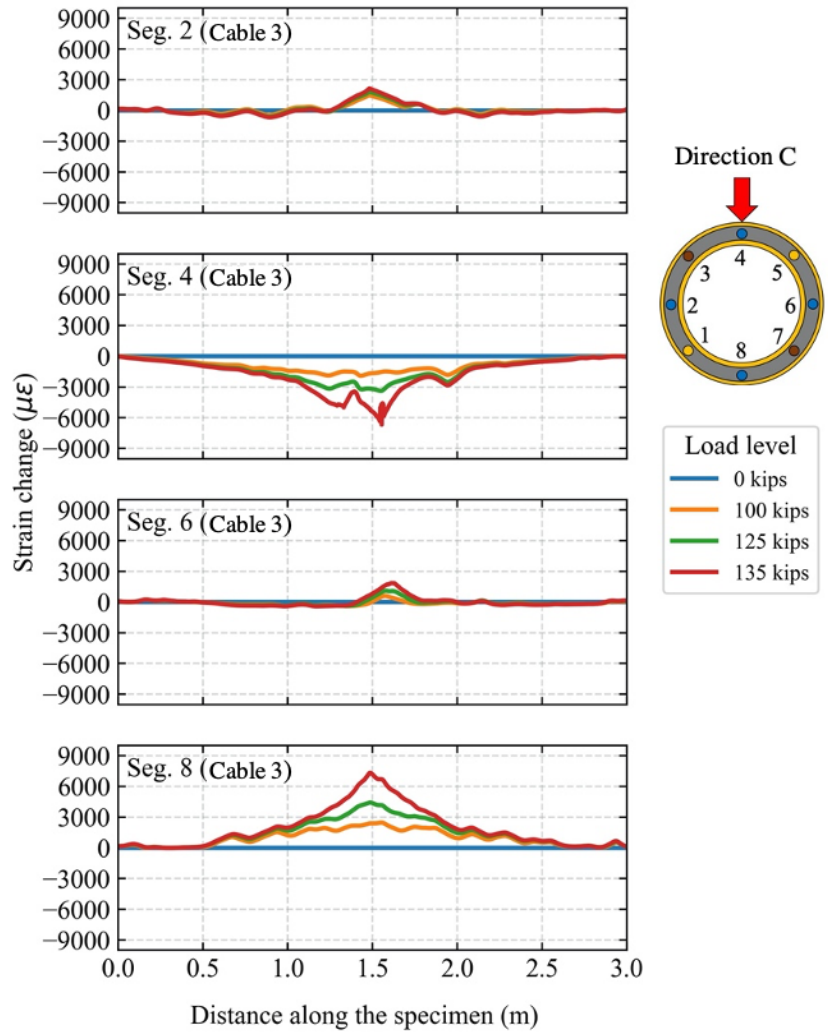 9000
6000
3000
0
−3000
−6000
−9000
Seg. 2 (Cable 3)
9000
6000
3000
0
−3000
−6000
−9000
Seg. 4 (Cable 3)
9000
6000
3000
0
−3000
−6000
−9000
Seg. 6 (Cable 3)
9000
6000
3000
0
−3000
−6000
−9000
Seg. 8 (Cable 3)
Strain change (με)
0.0 0.5 1.0 1.5 2.0 2.5 3.0
Distance along the specimen (m)
Direction C
4
3 5
2 6
1 7
8
Load level
0 kips
100 kips
125 kips
135 kips